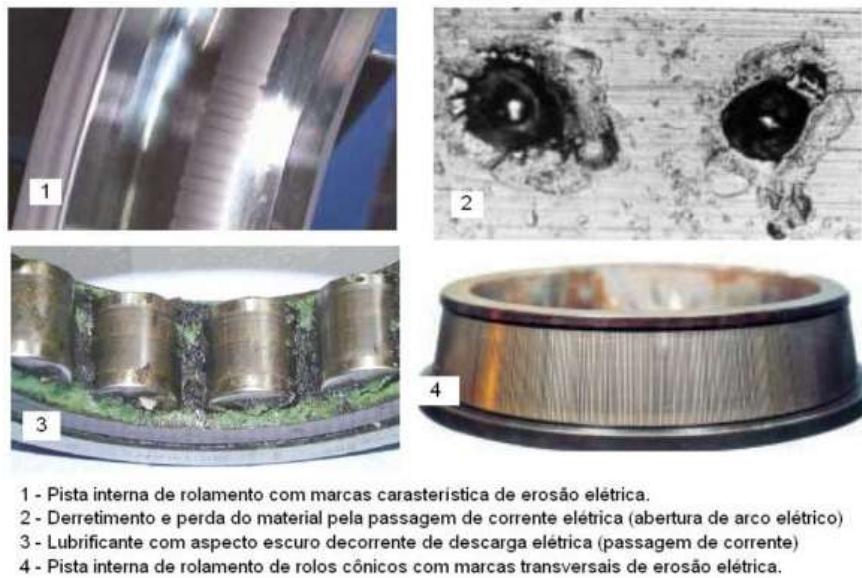 1
2
3
4
1 - Pista interna de rolamento com marcas carasterística de erosão elétrica.
2 - Derretimento e perda do material pela passagem de corrente elétrica (abertura de arco elétrico)
3 - Lubrificante com aspecto escuro decorrente de descarga elétrica (passagem de corrente)
4 - Pista interna de rolamento de rolos cônicos com marcas transversais de erosão elétrica.